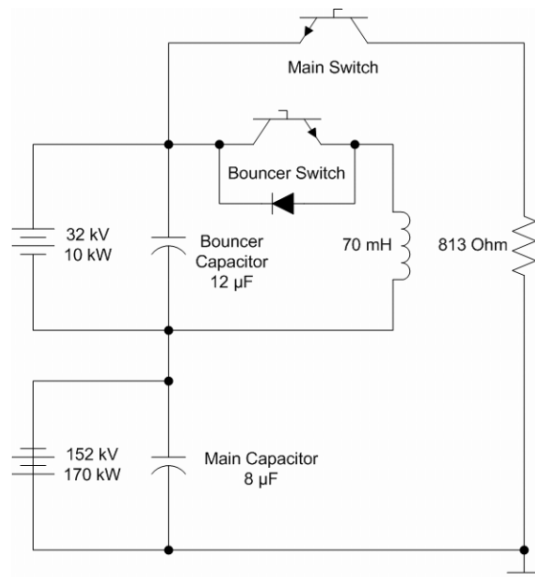 Main Switch
Bouncer Switch
32 kV
10 kW
Bouncer
Capacitor
12 µF
70 mH
813 Ohm
152 kV
170 kW
Main Capacitor
8 µF